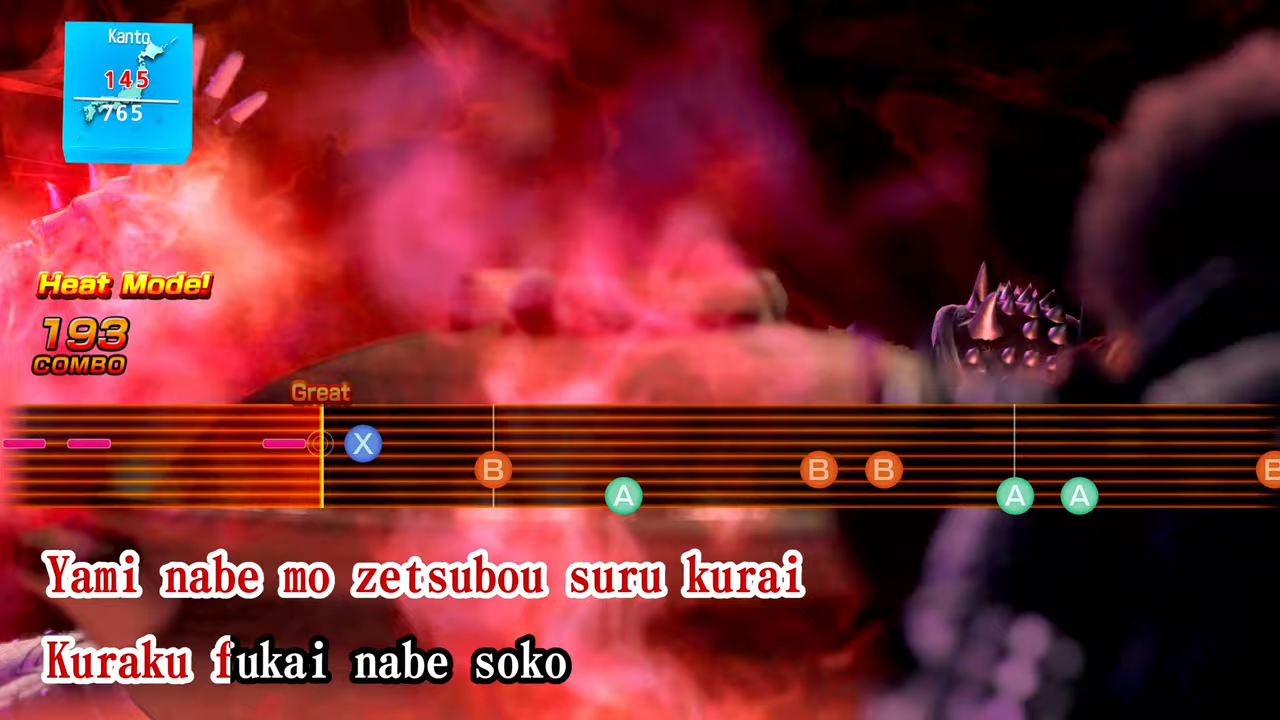 Kanto
145
765
Heat Mode!
193
COMBO
Great
X
B
A
B
B
A
A
B
Yami nabe mo zetsubou suru kurai
Kuraku fukai nabe soko